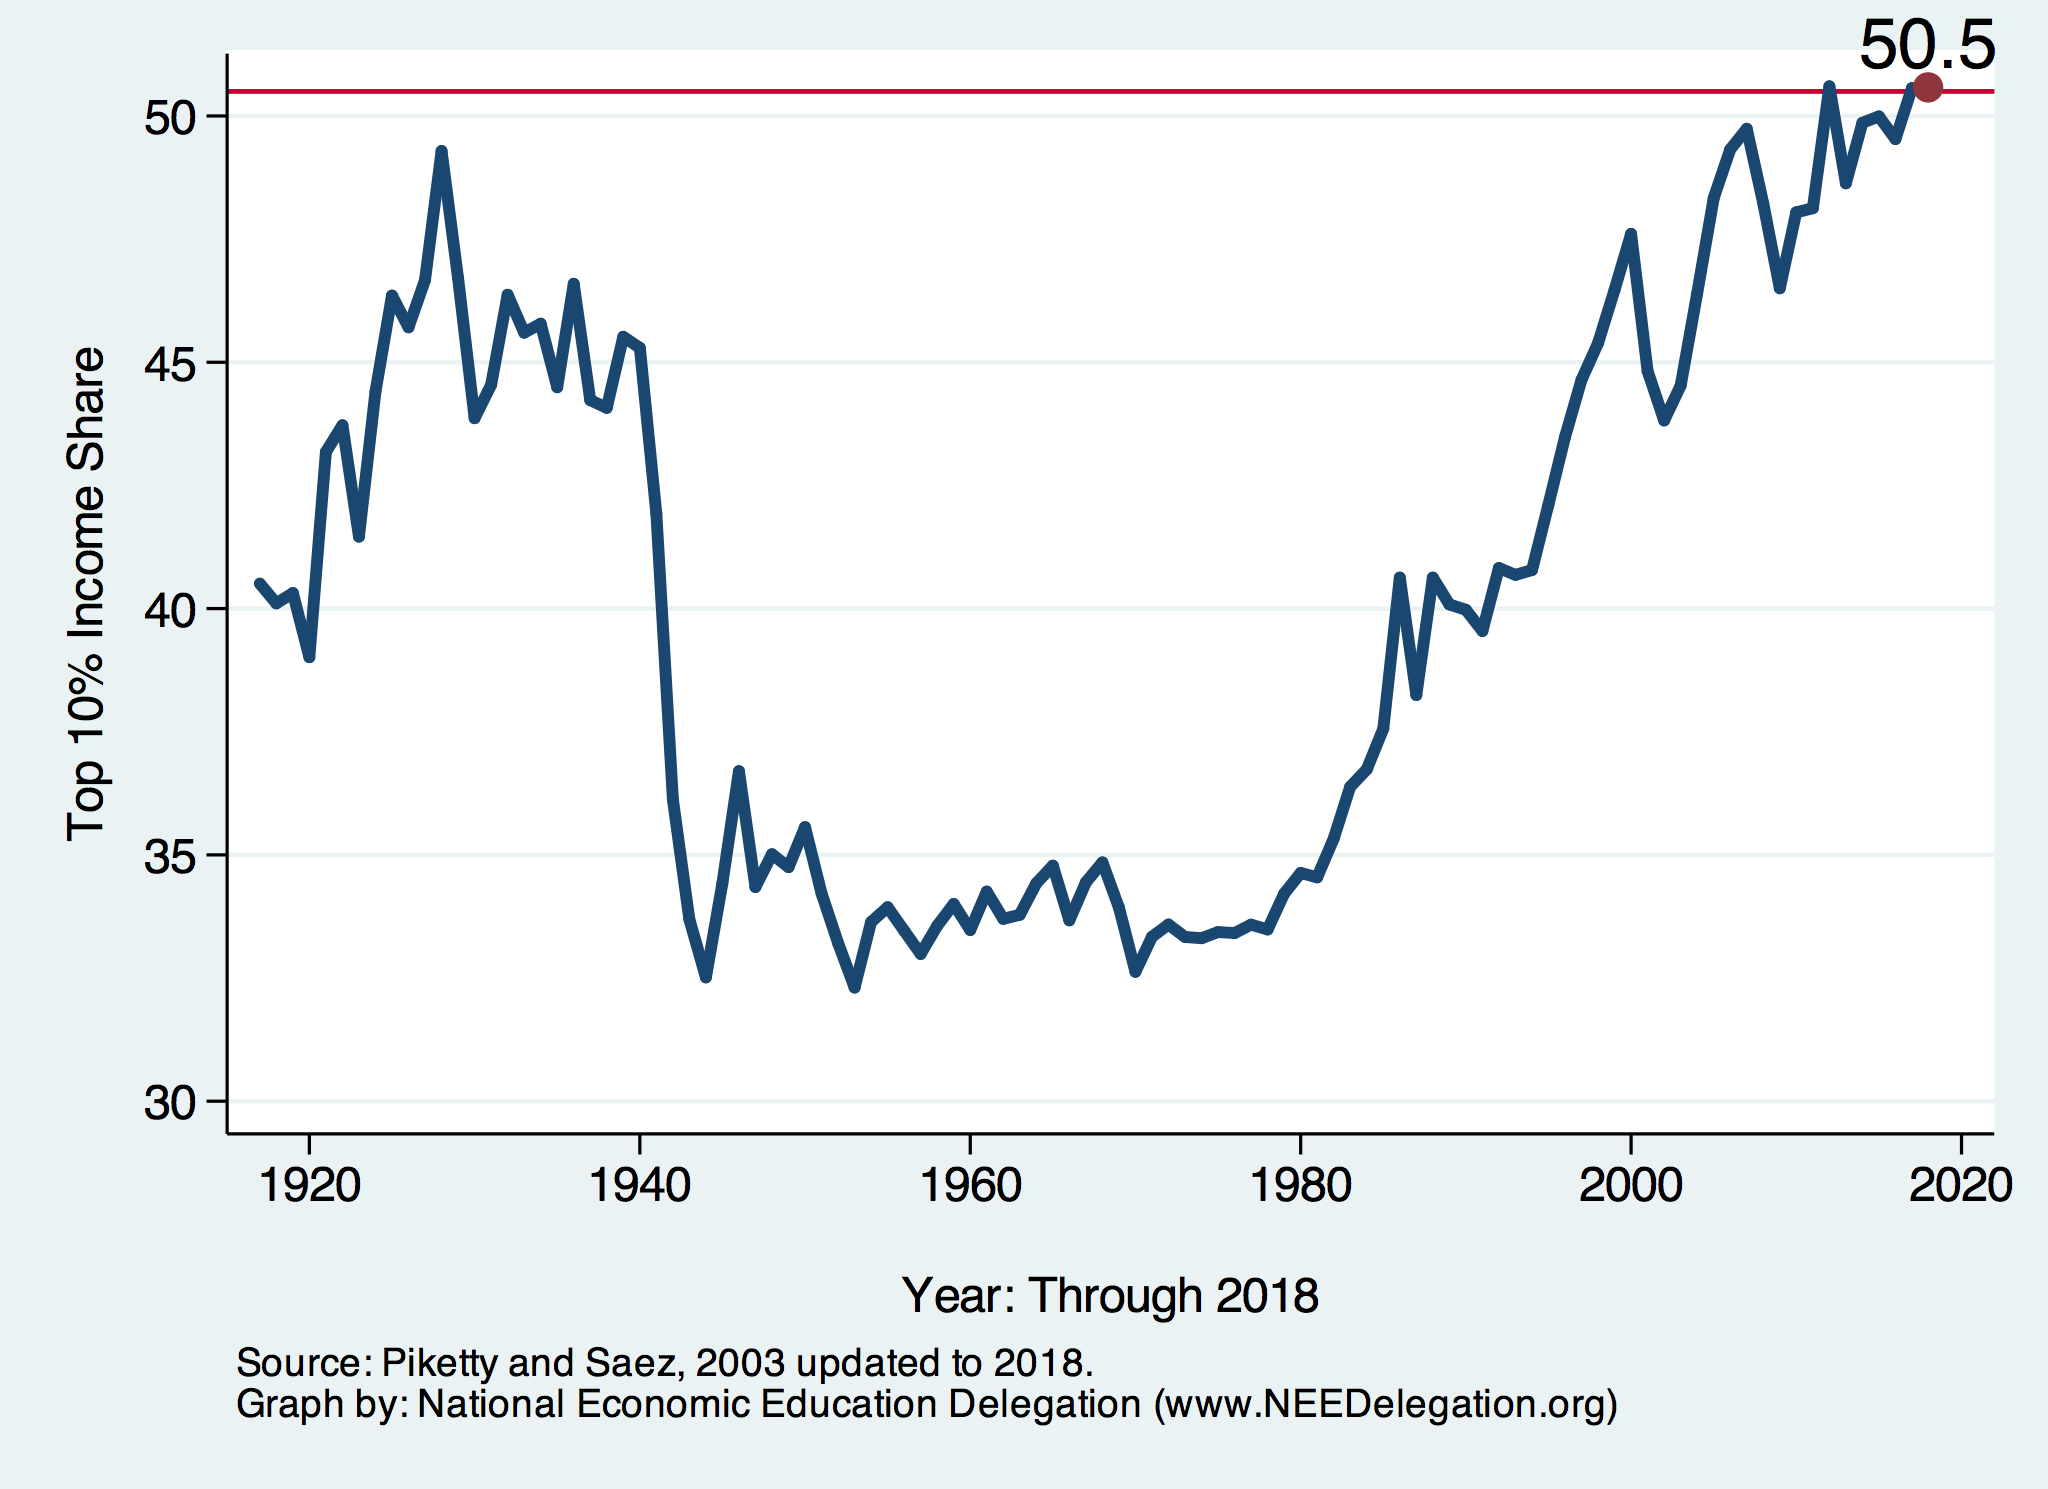 50.5
50
45
40
35
30
Top 10% Income Share
1920 1940 1960 1980 2000 2020
Year: Through 2018
Source: Piketty and Saez, 2003 updated to 2018.
Graph by: National Economic Education Delegation (www.NEEDelegation.org)